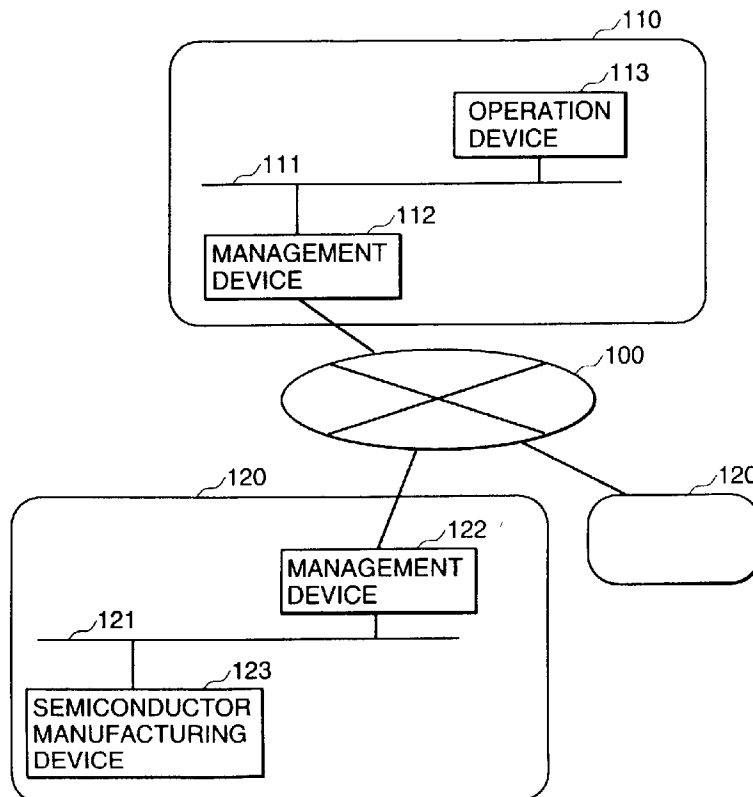 110
113
OPERATION
DEVICE
111
112
MANAGEMENT
DEVICE
100
120
120
122
MANAGEMENT
DEVICE
121
123
SEMICONDUCTOR
MANUFACTURING
DEVICE